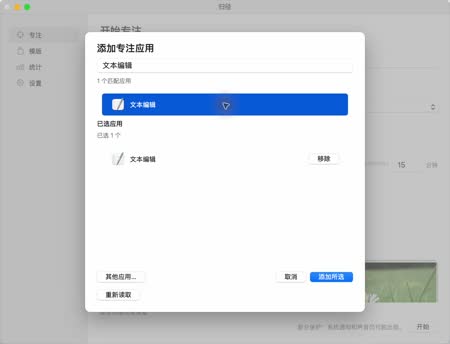 归硅
开始专注
专注
模版
统计
设置
添加专注应用
文本编辑
1 个匹配应用
文本编辑
已选应用
已选 1 个
文本编辑
移除
15
分钟
其他应用...
取消
添加所选
重新读取
开始